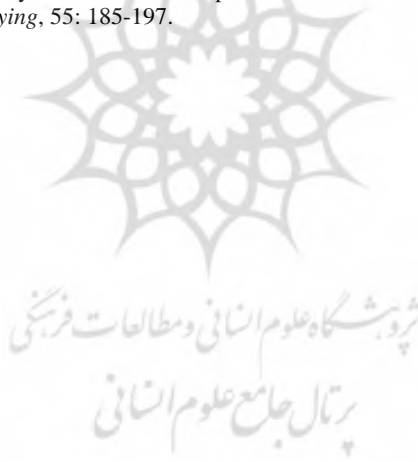 ying, 55: 185-197.
پژوهشگاه علوم انسانی و مطالعات فرهنگی
پرتال جامع علوم انسانی